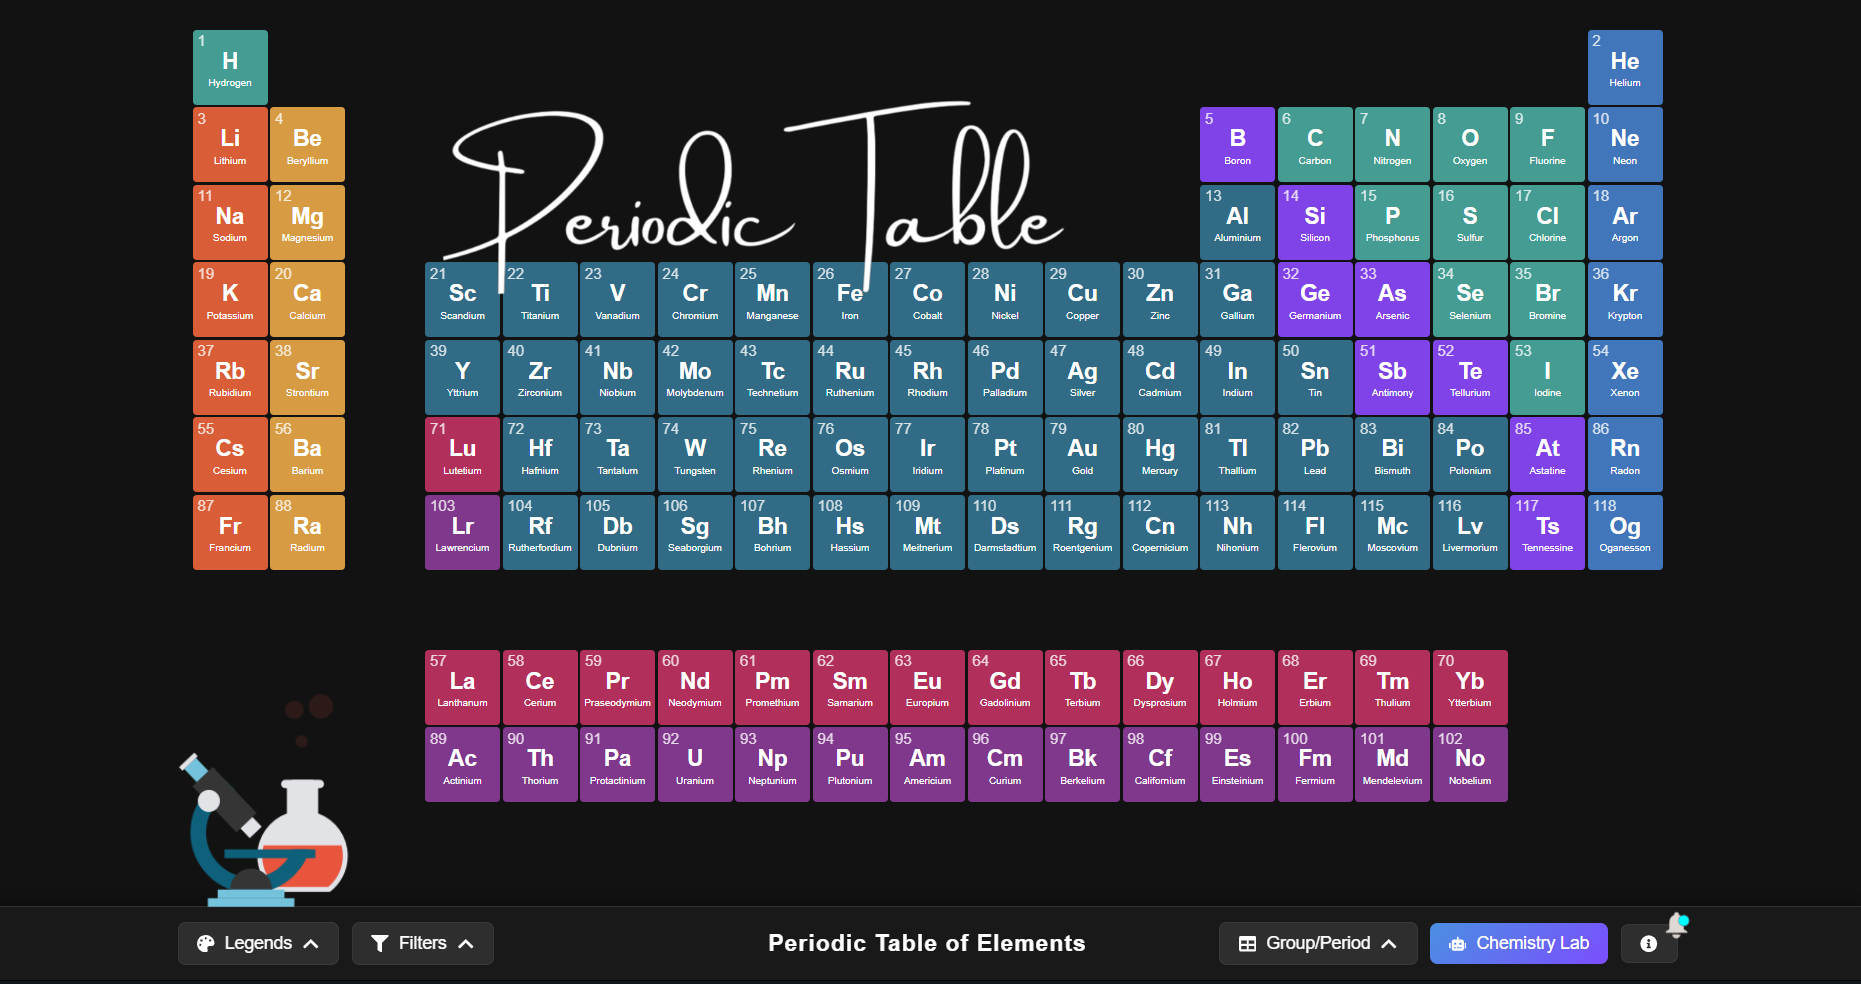 1 H Hydrogen 2 He Helium
Periodic Table
3 Li Lithium 4 Be Beryllium 5 B Boron 6 C Carbon 7 N Nitrogen 8 O Oxygen 9 F Fluorine 10 Ne Neon
11 Na Sodium 12 Mg Magnesium 13 Al Aluminium 14 Si Silicon 15 P Phosphorus 16 S Sulfur 17 Cl Chlorine 18 Ar Argon
19 K Potassium 20 Ca Calcium 21 Sc Scandium 22 Ti Titanium 23 V Vanadium 24 Cr Chromium 25 Mn Manganese 26 Fe Iron 27 Co Cobalt 28 Ni Nickel 29 Cu Copper 30 Zn Zinc 31 Ga Gallium 32 Ge Germanium 33 As Arsenic 34 Se Selenium 35 Br Bromine 36 Kr Krypton
37 Rb Rubidium 38 Sr Strontium 39 Y Yttrium 40 Zr Zirconium 41 Nb Niobium 42 Mo Molybdenum 43 Tc Technetium 44 Ru Ruthenium 45 Rh Rhodium 46 Pd Palladium 47 Ag Silver 48 Cd Cadmium 49 In Indium 50 Sn Tin 51 Sb Antimony 52 Te Tellurium 53 I Iodine 54 Xe Xenon
55 Cs Cesium 56 Ba Barium 71 Lu Lutetium 72 Hf Hafnium 73 Ta Tantalum 74 W Tungsten 75 Re Rhenium 76 Os Osmium 77 Ir Iridium 78 Pt Platinum 79 Au Gold 80 Hg Mercury 81 Tl Thallium 82 Pb Lead 83 Bi Bismuth 84 Po Polonium 85 At Astatine 86 Rn Radon
87 Fr Francium 88 Ra Radium 103 Lr Lawrencium 104 Rf Rutherfordium 105 Db Dubnium 106 Sg Seaborgium 107 Bh Bohrium 108 Hs Hassium 109 Mt Meitnerium 110 Ds Darmstadtium 111 Rg Roentgenium 112 Cn Copernicium 113 Nh Nihonium 114 Fl Flerovium 115 Mc Moscovium 116 Lv Livermorium 117 Ts Tennessine 118 Og Oganesson
57 La Lanthanum 58 Ce Cerium 59 Pr Praseodymium 60 Nd Neodymium 61 Pm Promethium 62 Sm Samarium 63 Eu Europium 64 Gd Gadolinium 65 Tb Terbium 66 Dy Dysprosium 67 Ho Holmium 68 Er Erbium 69 Tm Thulium 70 Yb Ytterbium
89 Ac Actinium 90 Th Thorium 91 Pa Protactinium 92 U Uranium 93 Np Neptunium 94 Pu Plutonium 95 Am Americium 96 Cm Curium 97 Bk Berkelium 98 Cf Californium 99 Es Einsteinium 100 Fm Fermium 101 Md Mendelevium 102 No Nobelium
Legends Filters Periodic Table of Elements Group/Period Chemistry Lab